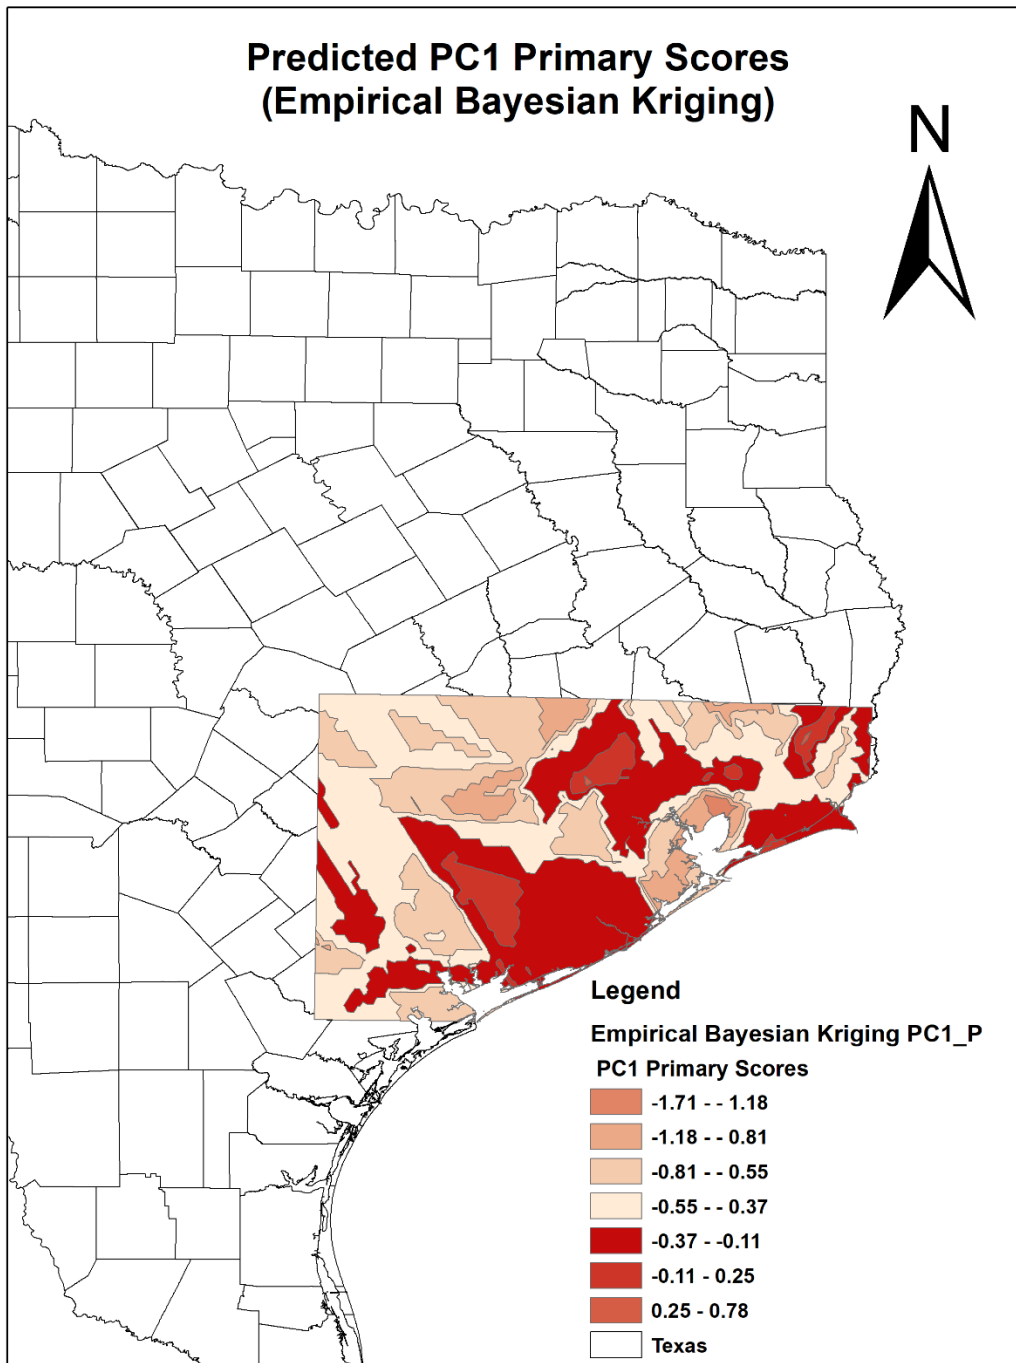 Predicted PC1 Primary Scores
(Empirical Bayesian Kriging)
N
Legend
Empirical Bayesian Kriging PC1_P
PC1 Primary Scores
-1.71 - - 1.18
-1.18 - - 0.81
-0.81 - - 0.55
-0.55 - - 0.37
-0.37 - -0.11
-0.11 - 0.25
0.25 - 0.78
Texas